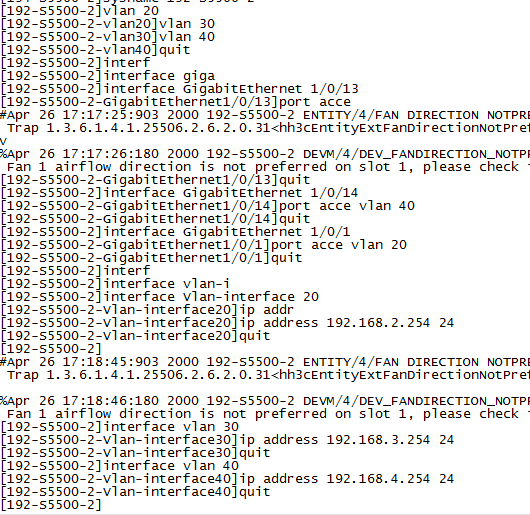 [192-S5500-2]vlan 20
[192-S5500-2-vlan20]vlan 30
[192-S5500-2-vlan30]vlan 40
[192-S5500-2-vlan40]quit
[192-S5500-2]interf
[192-S5500-2]interface giga
[192-S5500-2]interface GigabitEthernet 1/0/13
[192-S5500-2-GigabitEthernet1/0/13]port acce
#Apr 26 17:17:25:903 2000 192-S5500-2 ENTITY/4/FAN DIRECTION NOTPRE
Trap 1.3.6.1.4.1.25506.2.6.2.0.31<hh3cEntityExtFanDirectionNotPref
v
%Apr 26 17:17:26:180 2000 192-S5500-2 DEVM/4/DEV_FANDIRECTION_NOTP
Fan 1 airflow direction is not preferred on slot 1, please check
[192-S5500-2-GigabitEthernet1/0/13]quit
[192-S5500-2]interface GigabitEthernet 1/0/14
[192-S5500-2-GigabitEthernet1/0/14]port acce vlan 40
[192-S5500-2-GigabitEthernet1/0/14]quit
[192-S5500-2]interface GigabitEthernet 1/0/1
[192-S5500-2-GigabitEthernet1/0/1]port acce vlan 20
[192-S5500-2-GigabitEthernet1/0/1]quit
[192-S5500-2]interf
[192-S5500-2]interface vlan-i
[192-S5500-2]interface Vlan-interface 20
[192-S5500-2-Vlan-interface20]ip addr
[192-S5500-2-Vlan-interface20]ip address 192.168.2.254 24
[192-S5500-2-Vlan-interface20]quit
[192-S5500-2]
#Apr 26 17:18:45:903 2000 192-S5500-2 ENTITY/4/FAN DIRECTION NOTPRE
Trap 1.3.6.1.4.1.25506.2.6.2.0.31<hh3cEntityExtFanDirectionNotPref
%Apr 26 17:18:46:180 2000 192-S5500-2 DEVM/4/DEV_FANDIRECTION_NOTP
Fan 1 airflow direction is not preferred on slot 1, please check
[192-S5500-2]interface vlan 30
[192-S5500-2-Vlan-interface30]ip address 192.168.3.254 24
[192-S5500-2-Vlan-interface30]quit
[192-S5500-2]interface vlan 40
[192-S5500-2-Vlan-interface40]ip address 192.168.4.254 24
[192-S5500-2-Vlan-interface40]quit
[192-S5500-2]